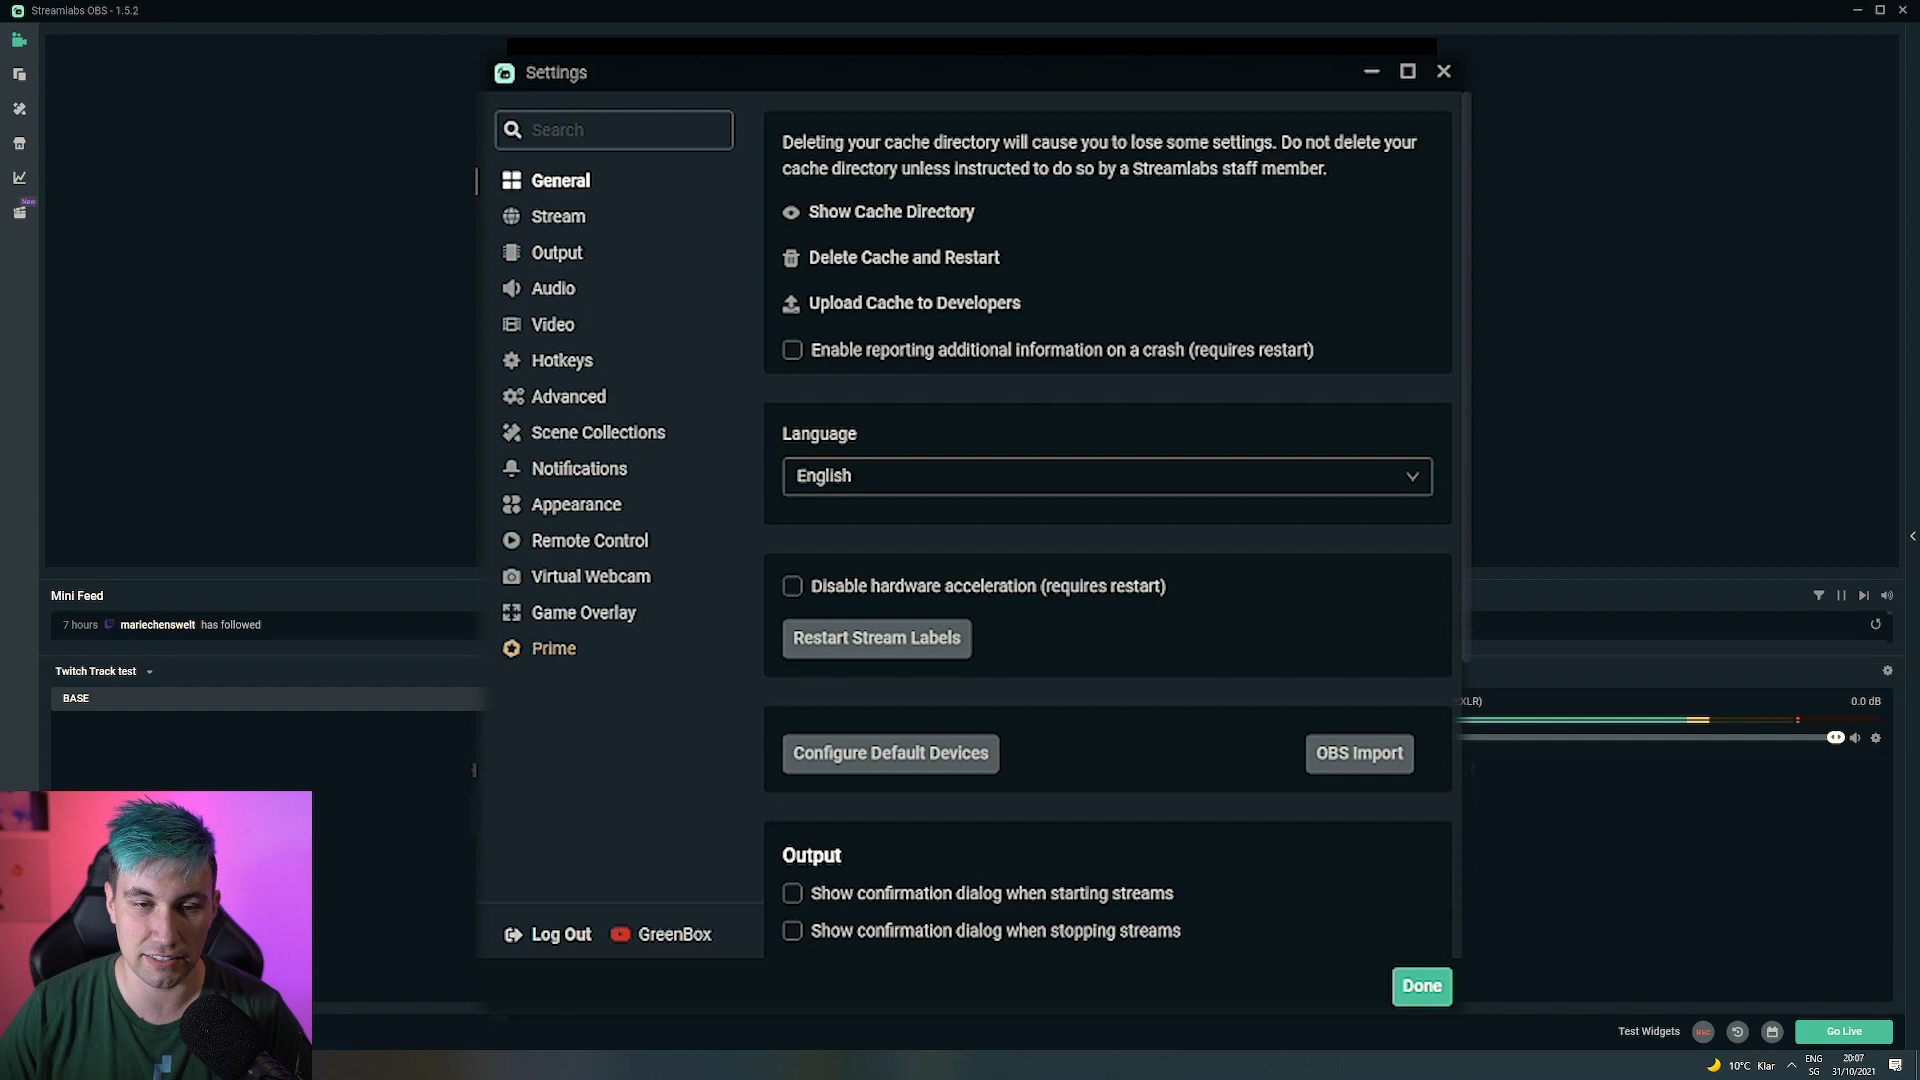 Streamlabs OBS - 1.5.2
New
Settings
Search
General
Stream
Output
Audio
Video
Hotkeys
Advanced
Scene Collections
Notifications
Appearance
Remote Control
Virtual Webcam
Game Overlay
Prime
Log Out
GreenBox
Deleting your cache directory will cause you to lose some settings. Do not delete your
cache directory unless instructed to do so by a Streamlabs staff member.
Show Cache Directory
Delete Cache and Restart
Upload Cache to Developers
Enable reporting additional information on a crash (requires restart)
Language
English
Disable hardware acceleration (requires restart)
Restart Stream Labels
Configure Default Devices
OBS Import
Output
Show confirmation dialog when starting streams
Show confirmation dialog when stopping streams
Done
Mini Feed
7 hours mariechenswelt has followed
Twitch Track test
BASE
XLR)
0.0 dB
Test Widgets
REC
Go Live
10°C Klar
ENG
SG
20:07
31/10/2021